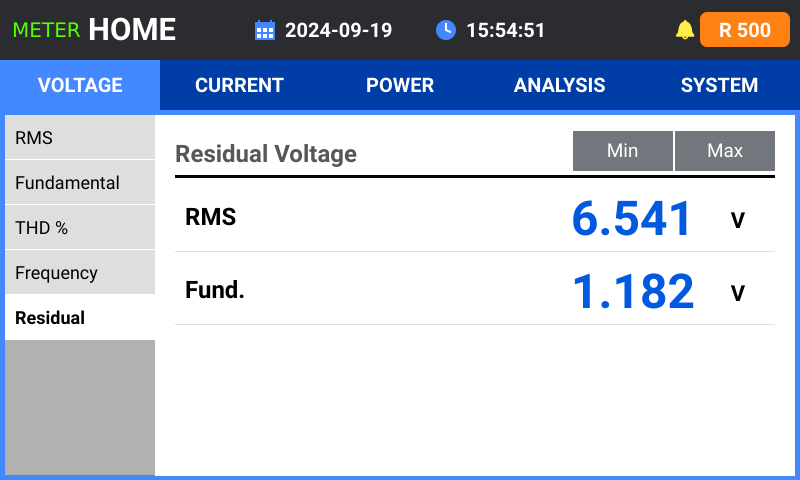 METER HOME 2024-09-19 15:54:51 R 500
VOLTAGE CURRENT POWER ANALYSIS SYSTEM
RMS
Fundamental
THD %
Frequency
Residual
Residual Voltage Min Max
RMS 6.541 V
Fund. 1.182 V